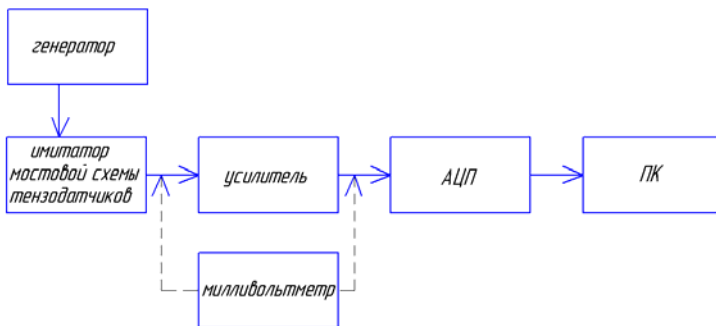 генератор
имитатор
мостовой схемы
тензодатчиков
усилитель
АЦП
ПК
милливольтметр